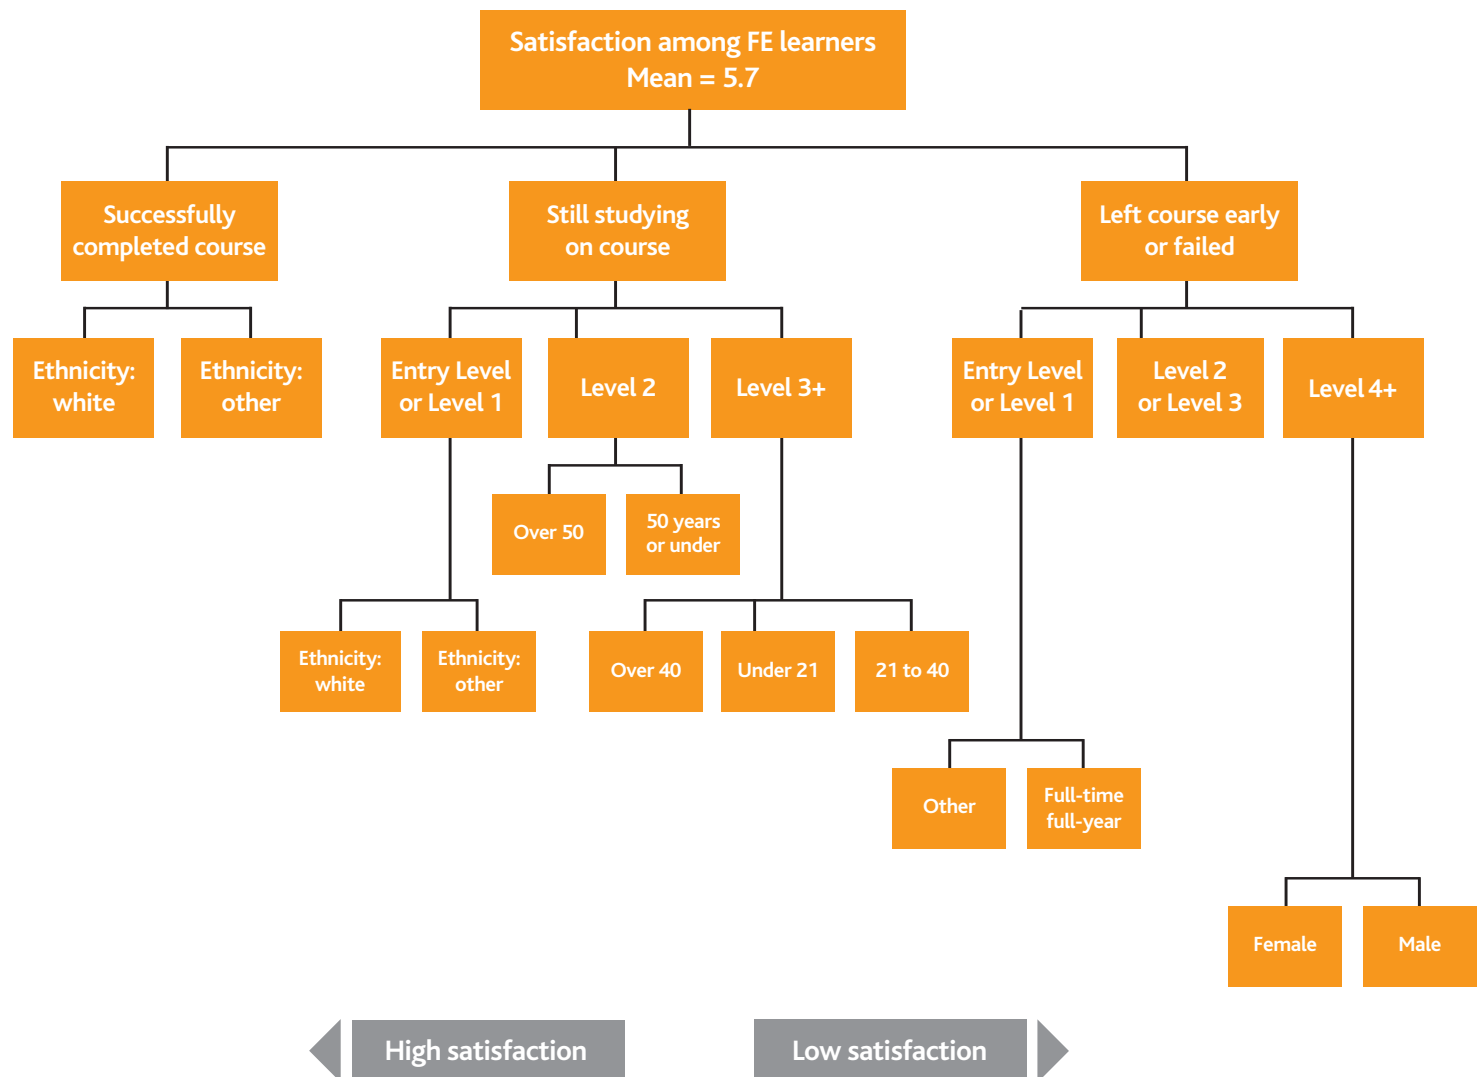 Satisfaction among FE learners
Mean = 5.7
Successfully
completed course
Still studying
on course
Left course early
or failed
Ethnicity:
white
Ethnicity:
other
Entry Level
or Level 1
Level 2
Level 3+
Entry Level
or Level 1
Level 2
or Level 3
Level 4+
Over 50
50 years
or under
Ethnicity:
white
Ethnicity:
other
Over 40
Under 21
21 to 40
Other
Full-time
full-year
Female
Male
High satisfaction
Low satisfaction